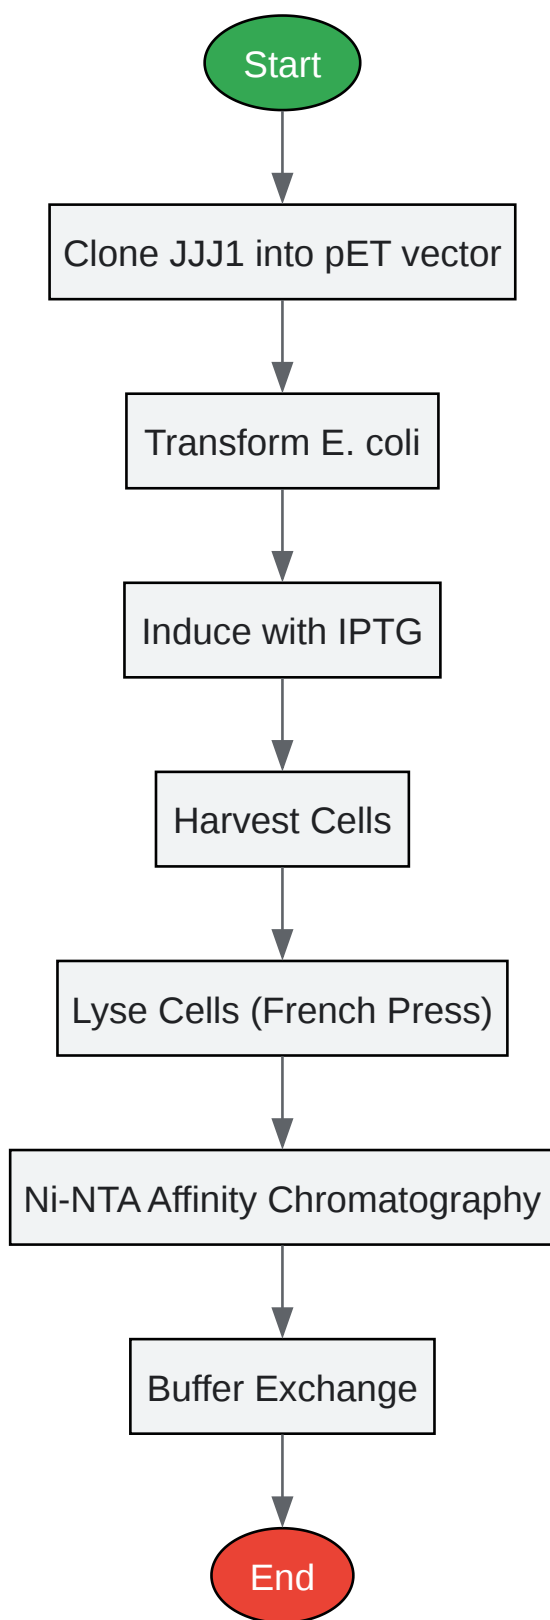 Start
Clone JJJ1 into pET vector
Transform E. coli
Induce with IPTG
Harvest Cells
Lyse Cells (French Press)
Ni-NTA Affinity Chromatography
Buffer Exchange
End